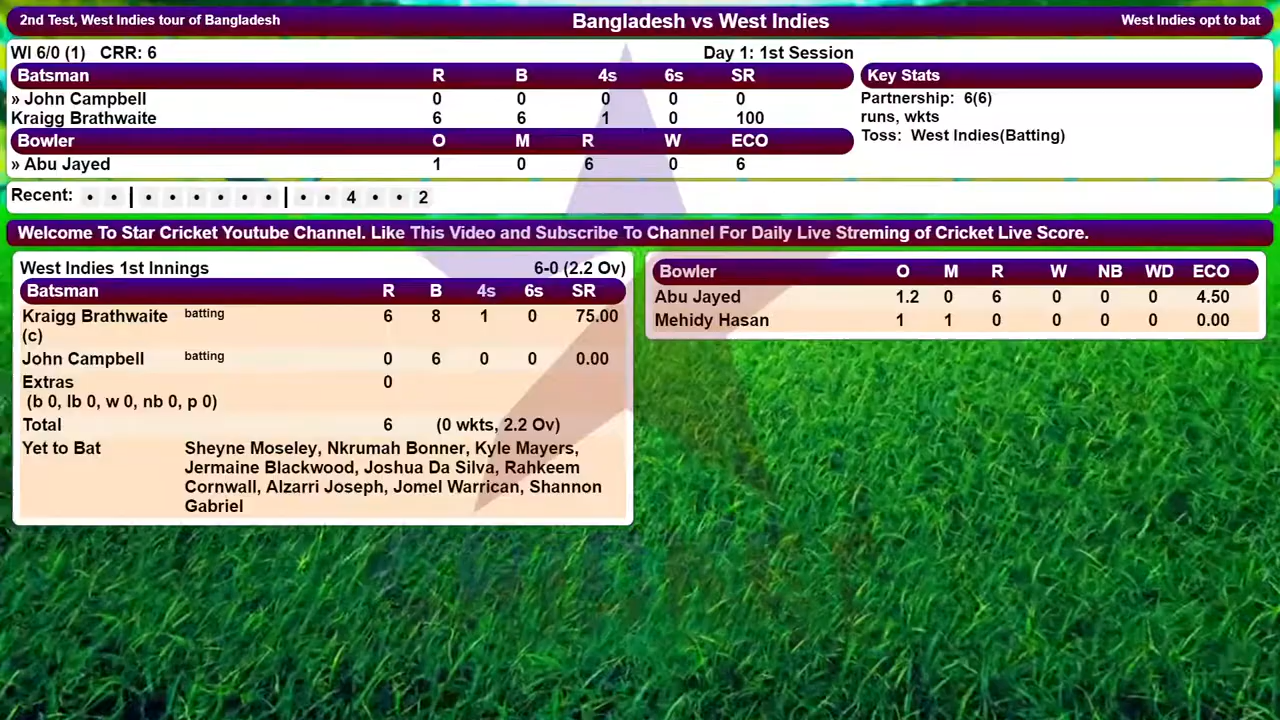 2nd Test, West Indies tour of Bangladesh Bangladesh vs West Indies West Indies opt to bat
WI 6/0 (1) CRR: 6 Day 1: 1st Session
Batsman R B 4s 6s SR Key Stats
» John Campbell 0 0 0 0 0 Partnership: 6(6)
Kraigg Brathwaite 6 6 1 0 100 runs, wkts
Bowler O M R W ECO Toss: West Indies(Batting)
» Abu Jayed 1 0 6 0 6
Recent: • • | • • • • • • | • • 4 • • 2
Welcome To Star Cricket Youtube Channel. Like This Video and Subscribe To Channel For Daily Live Streming of Cricket Live Score.
West Indies 1st Innings 6-0 (2.2 Ov)
Batsman R B 4s 6s SR
Kraigg Brathwaite batting 6 8 1 0 75.00
(c)
John Campbell batting 0 6 0 0 0.00
Extras 0
(b 0, lb 0, w 0, nb 0, p 0)
Total 6 (0 wkts, 2.2 Ov)
Yet to Bat Sheyne Moseley, Nkrumah Bonner, Kyle Mayers,
Jermaine Blackwood, Joshua Da Silva, Rahkeem
Cornwall, Alzarri Joseph, Jomel Warrican, Shannon
Gabriel
Bowler O M R W NB WD ECO
Abu Jayed 1.2 0 6 0 0 0 4.50
Mehidy Hasan 1 1 0 0 0 0 0.00